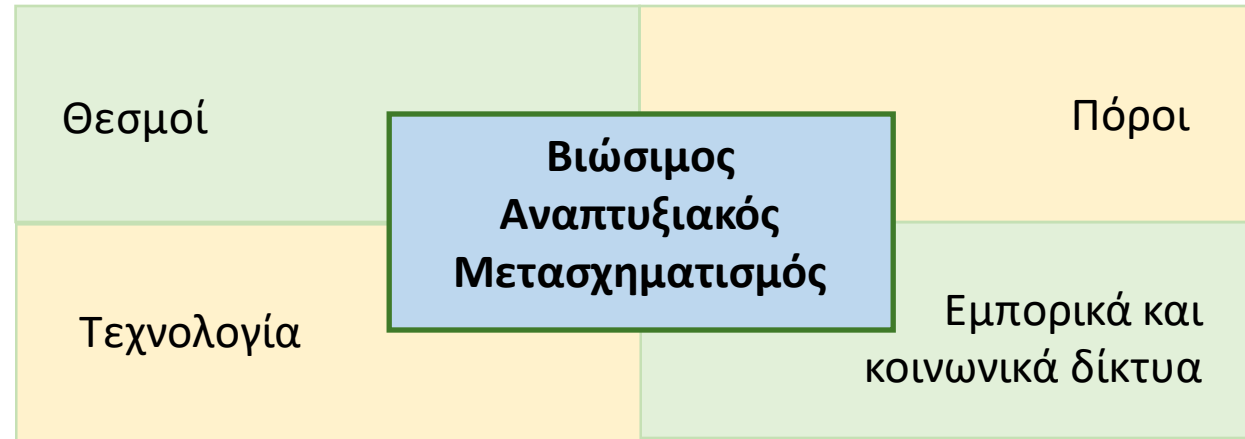 Θεσμοί
Πόροι
Βιώσιμος
Αναπτυξιακός
Μετασχηματισμός
Τεχνολογία
Εμπορικά και
κοινωνικά δίκτυα